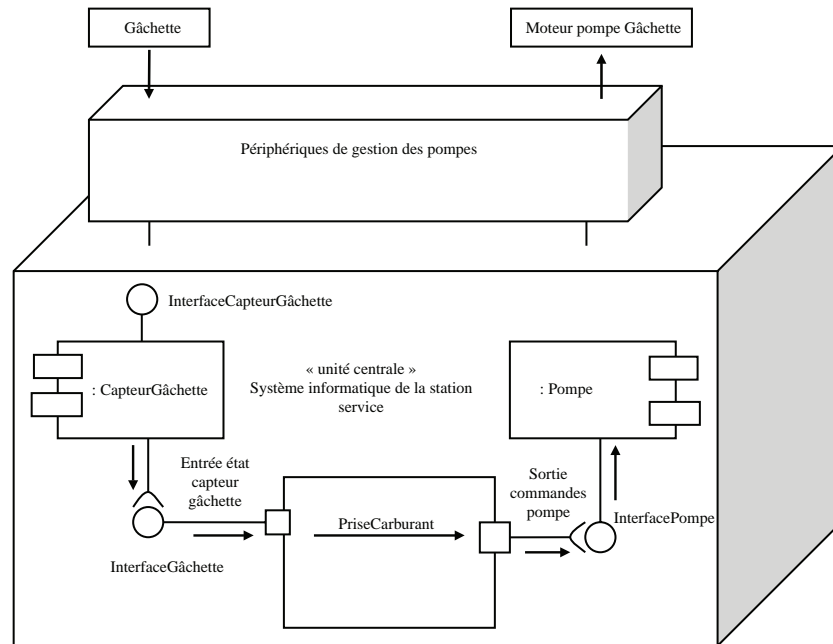 Gâchette
Moteur pompe Gâchette
Périphériques de gestion des pompes
InterfaceCapteurGâchette
: CapteurGâchette
« unité centrale »
Système informatique de la station
service
: Pompe
Entrée état
capteur
gâchette
Sortie
commandes
pompe
InterfacePompe
PriseCarburant
InterfaceGâchette